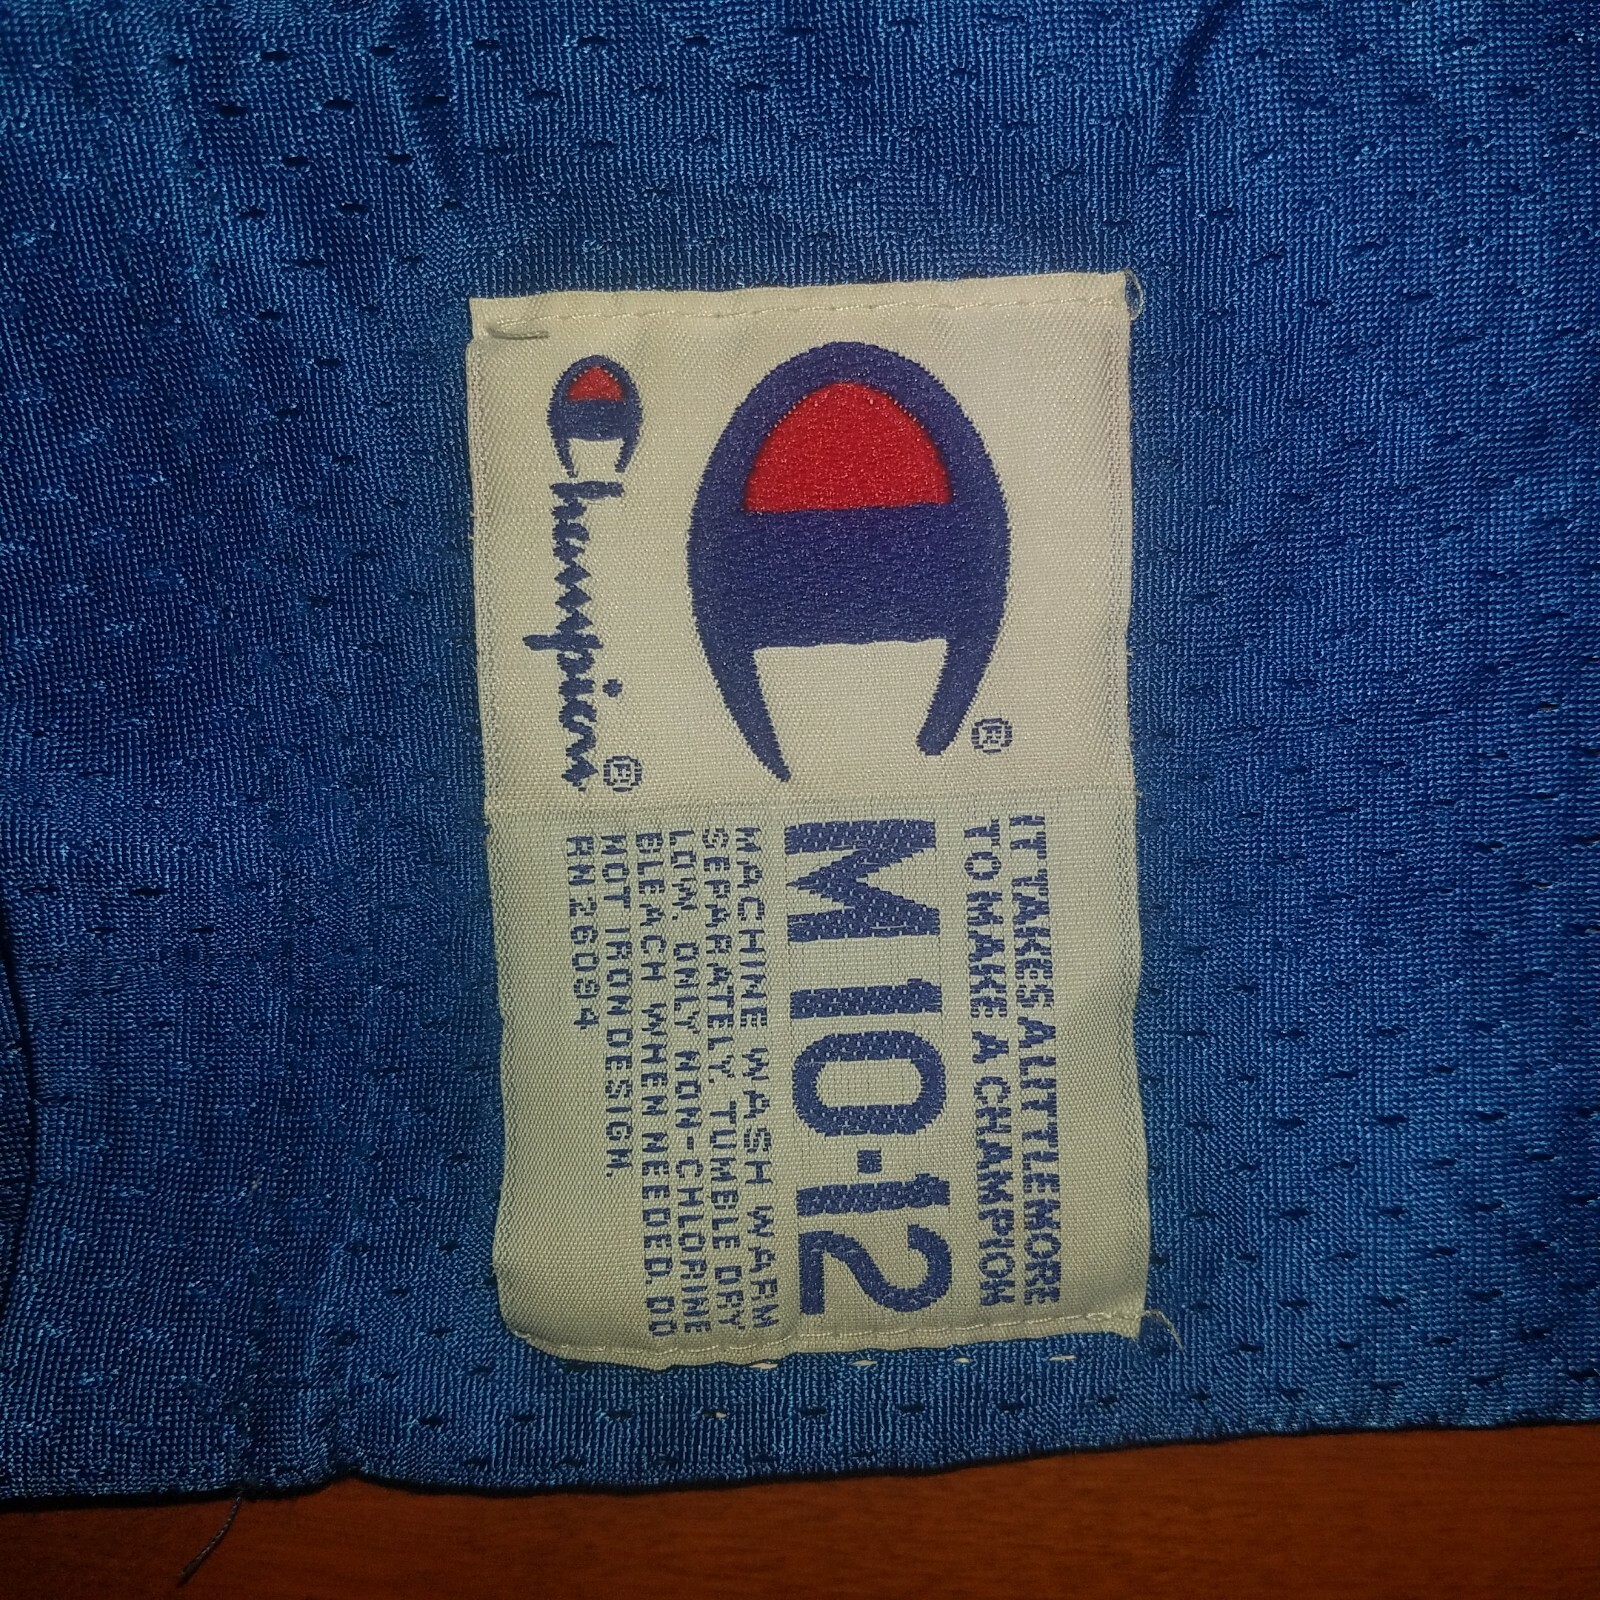 Champion®
®
IT TAKES A LITTLE MORE
TO MAKE A CHAMPION
M 10-12
MACHINE WASH WARM
SEPARATELY. TUMBLE DRY
LOW. ONLY NON-CHLORINE
BLEACH WHEN NEEDED. DO
NOT IRON DESIGN.
RN 26094